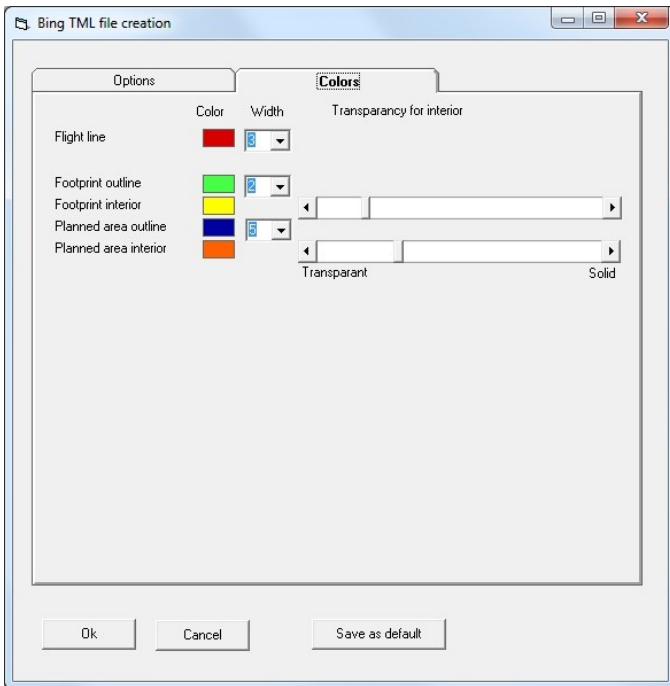 Bing TML file creation
Options
Colors
Color Width Transparancy for interior
Flight line 3
Footprint outline 2
Footprint interior
Planned area outline 5
Planned area interior
Transparant Solid
Ok Cancel Save as default